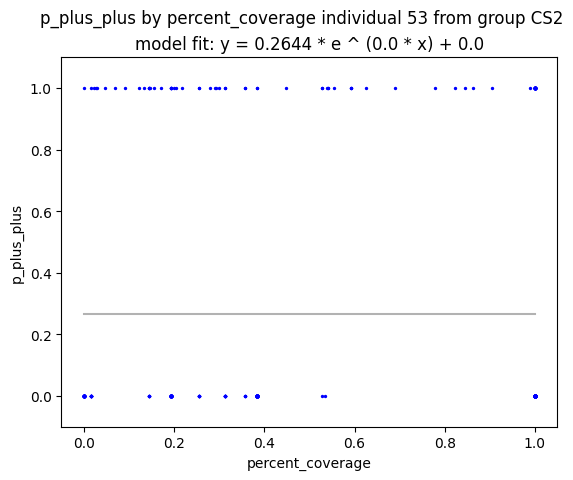 p_plus_plus by percent_coverage individual 53 from group CS2
model fit: y = 0.2644 * e ^ (0.0 * x) + 0.0
1.0
0.8
0.6
0.4
0.2
0.0
p_plus_plus
0.0 0.2 0.4 0.6 0.8 1.0
percent_coverage